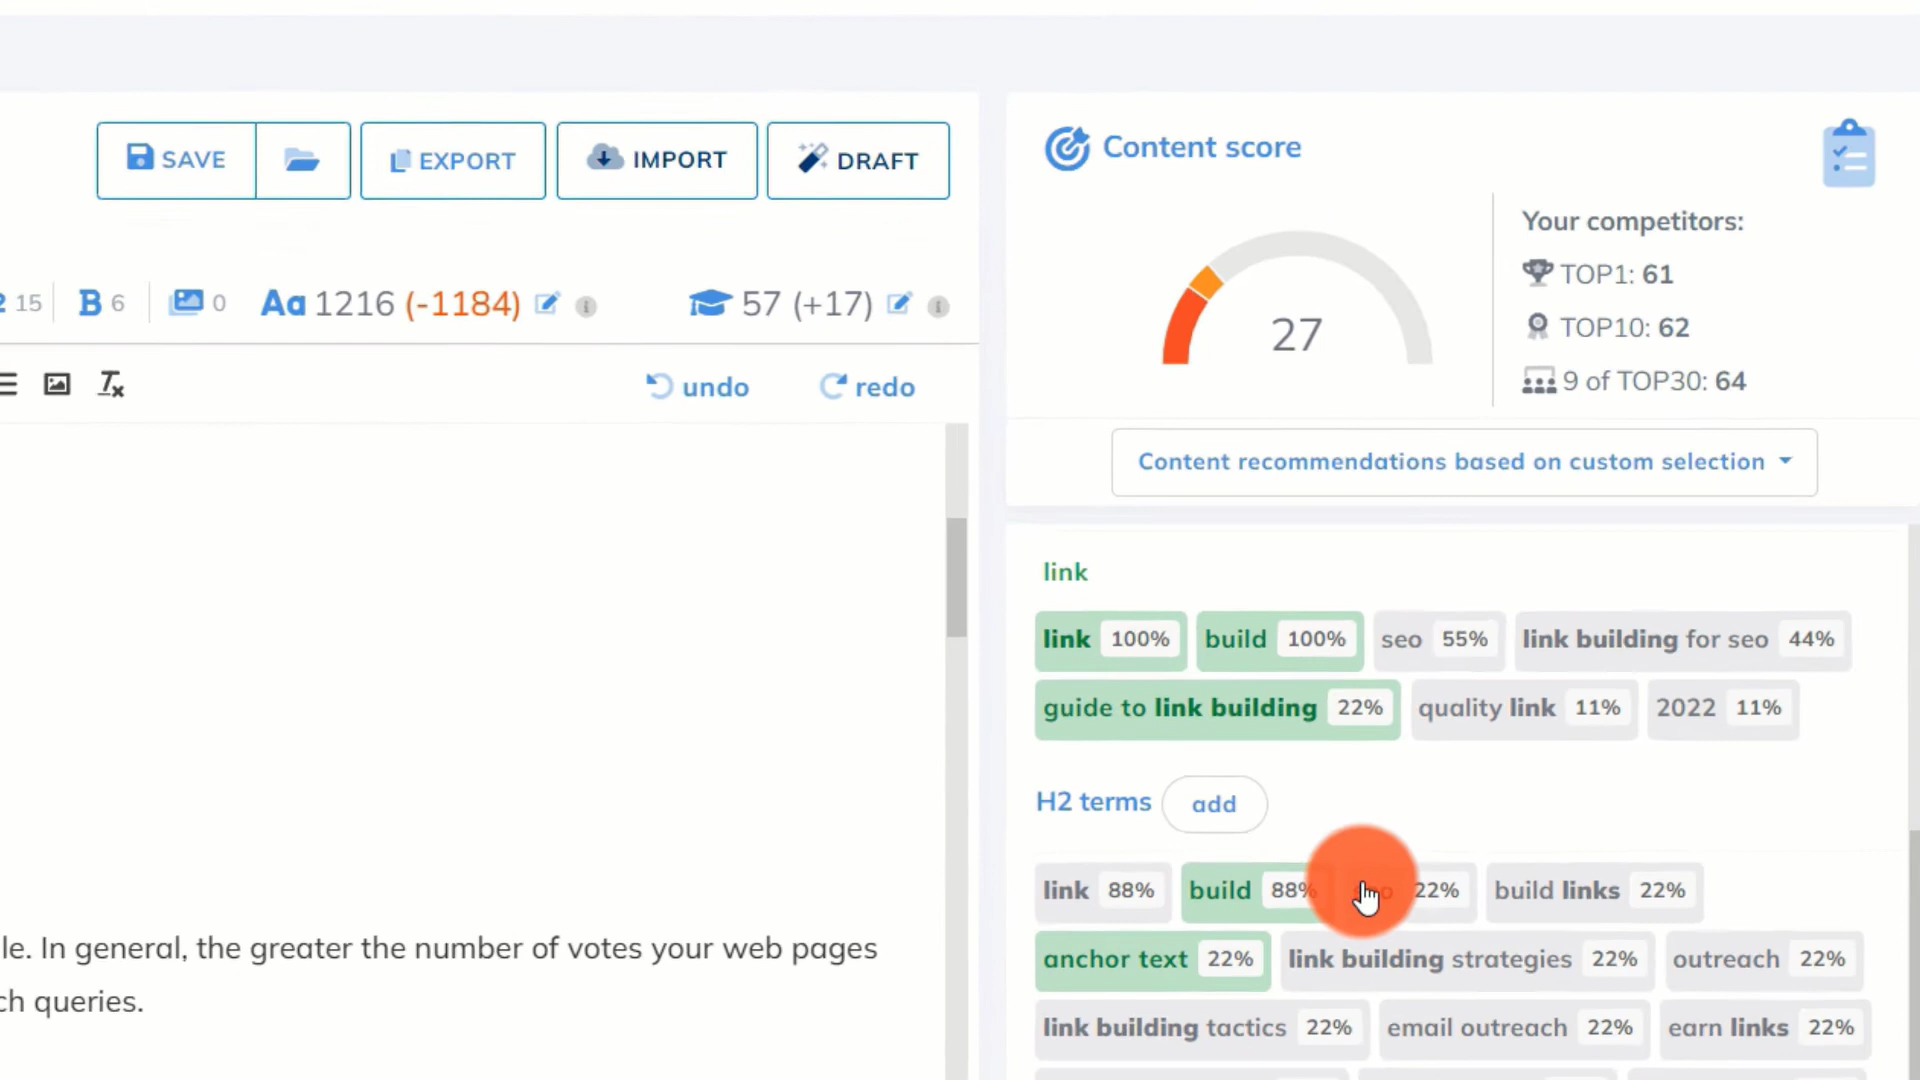 SAVE EXPORT IMPORT DRAFT
15 B 6 0 Aa 1216 (-1184) 57 (+17)
undo redo
le. In general, the greater the number of votes your web pages
ch queries.
Content score
27
Your competitors:
TOP1: 61
TOP10: 62
9 of TOP30: 64
Content recommendations based on custom selection
link
link 100% build 100% seo 55% link building for seo 44%
guide to link building 22% quality link 11% 2022 11%
H2 terms add
link 88% build 88% 22% build links 22%
anchor text 22% link building strategies 22% outreach 22%
link building tactics 22% email outreach 22% earn links 22%